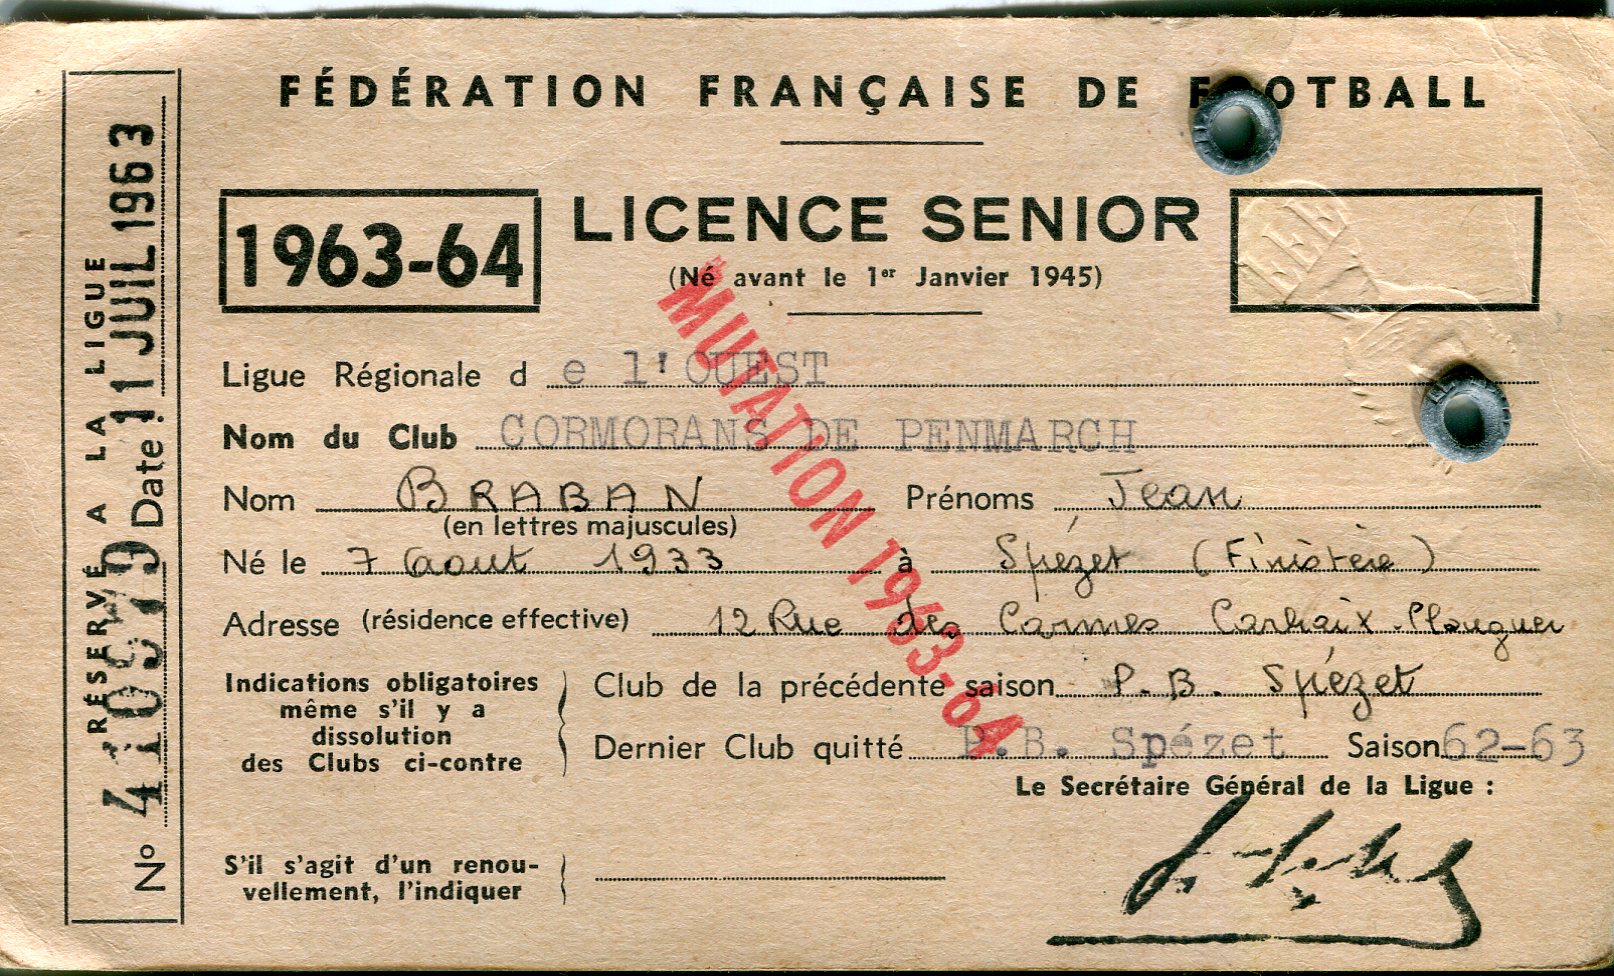 FÉDÉRATION FRANÇAISE DE FOOTBALL
1963-64
LICENCE SENIOR
(Né avant le 1er Janvier 1945)
Ligue Régionale d e l'OUEST
Nom du Club CORMORANS DE PENMARCH
Nom BRABAN Prénoms Jean
(en lettres majuscules)
Né le 7 aout 1933 à Spézet (Finistère)
Adresse (résidence effective) 12 Rue des Carmes Carhaix-Plouguer
Indications obligatoires
même s'il y a
dissolution
des Clubs ci-contre
Club de la précédente saison P.B. Spézet
Dernier Club quitté P.B. Spézet Saison 62-63
Le Secrétaire Général de la Ligue :
S'il s'agit d'un renou-
vellement, l'indiquer
MUTATION 1963-64
RÉSERVÉ A LA LIGUE
No Date 11 JUIL 1963